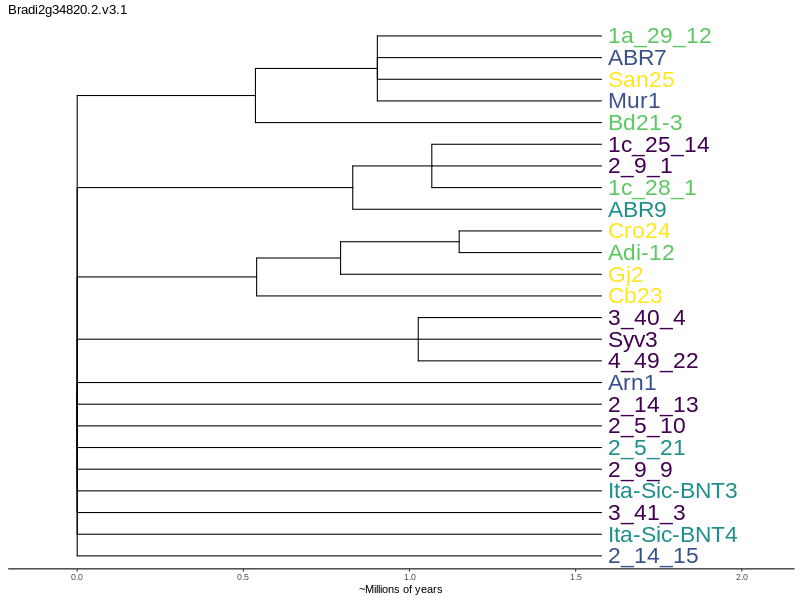 Bradi2g34820.2.v3.1
1a_29_12
ABR7
San25
Mur1
Bd21-3
1c_25_14
2_9_1
1c_28_1
ABR9
Cro24
Adi-12
Gj2
Cb23
3_40_4
Syv3
4_49_22
Arn1
2_14_13
2_5_10
2_5_21
2_9_9
Ita-Sic-BNT3
3_41_3
Ita-Sic-BNT4
2_14_15
0.0 0.5 1.0 1.5 2.0
~Millions of years